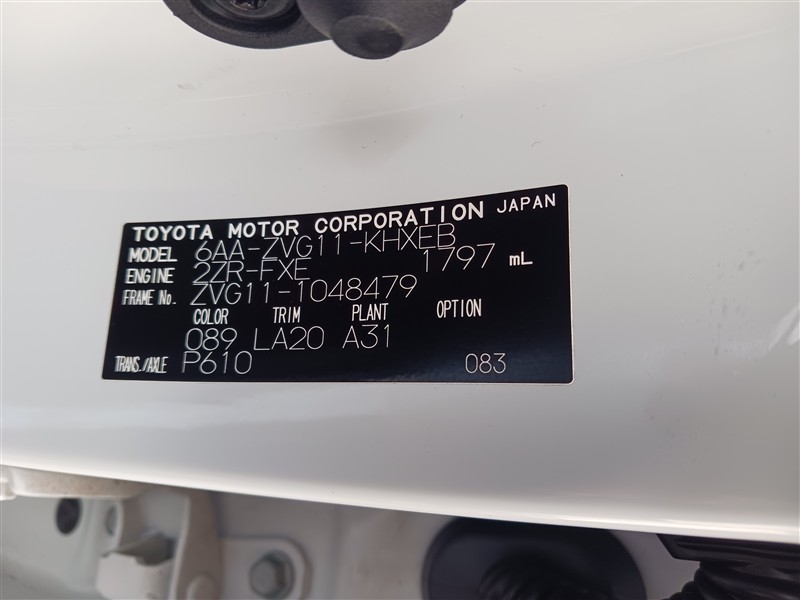 TOYOTA MOTOR CORPORATION JAPAN
MODEL 6AA-ZVG11-KHXEB
ENGINE 2ZR-FXE 1797 mL
FRAME No. ZVG11-1048479
COLOR TRIM PLANT OPTION
089 LA20 A31
TRANS./AXLE P610 083